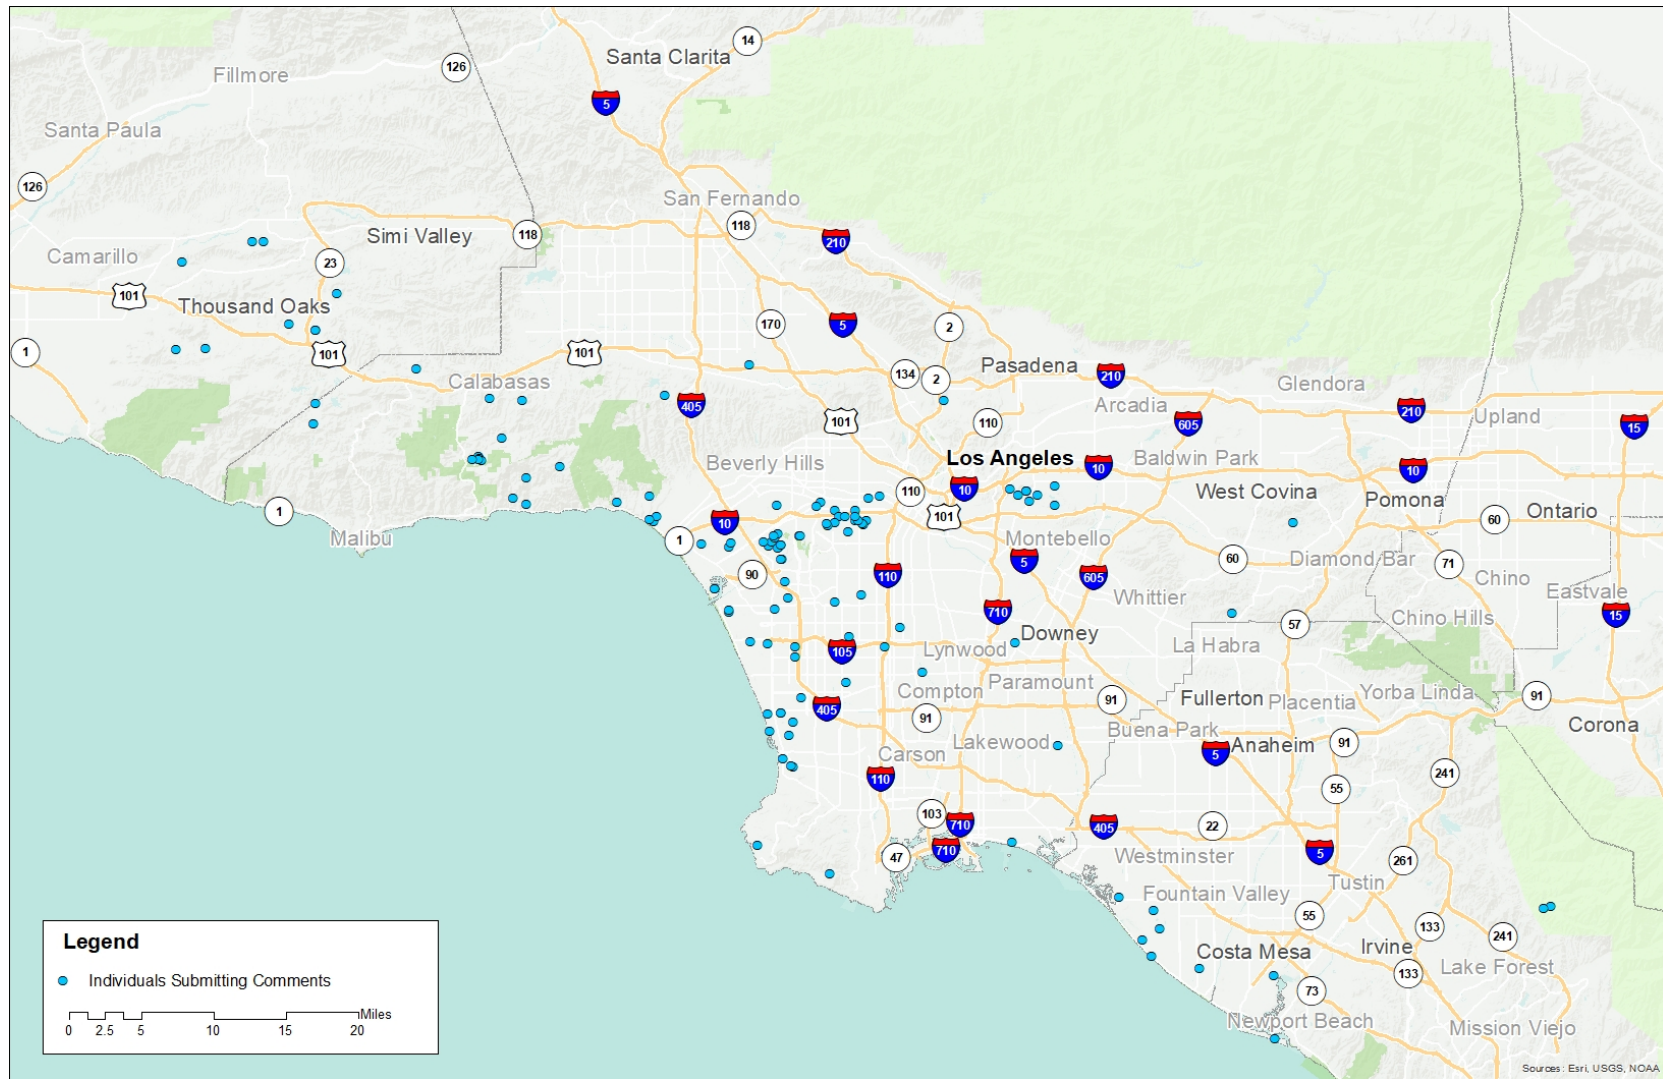 14
Santa Clarita
126
Fillmore
5
Santa Paula
126
San Fernando
118
118
Simi Valley
210
Camarillo
23
101
Thousand Oaks
170
5
2
1
101
101
Pasadena
134
2
210
Calabasas
Glendora
405
Arcadia
210
Upland
101
110
605
15
Beverly Hills
Los Angeles
10
Baldwin Park
10
110
10
West Covina
Pomona
1
10
101
60
Ontario
Malibu
1
Montebello
5
60
Diamond Bar
71
90
110
605
Chino
Whittier
Eastvale
710
15
57
Chino Hills
Downey
105
Lynwood
La Habra
Paramount
Compton
91
Fullerton
Placentia
Yorba Linda
91
405
91
Corona
Buena Park
Lakewood
Anaheim
91
Carson
5
110
241
55
103
710
405
22
710
47
Westminster
5
261
Tustin
Fountain Valley
55
133
241
Costa Mesa
Irvine
Lake Forest
133
73
Newport Beach
Mission Viejo
Legend
Individuals Submitting Comments
Miles
0 2.5 5 10 15 20
Sources: Esri, USGS, NOAA